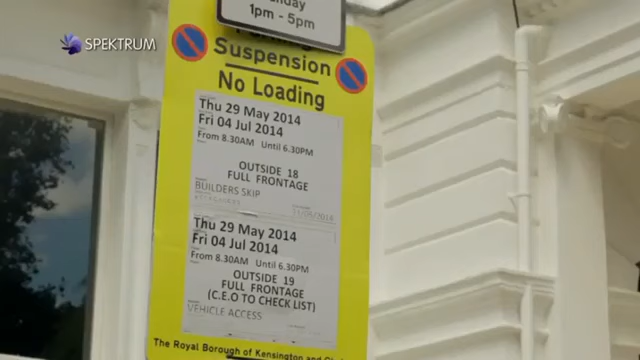 SPEKTRUM
1pm - 5pm
Suspension
No Loading
Thu 29 May 2014
Fri 04 Jul 2014
From 8.30AM Until 6.30PM
OUTSIDE 18
FULL FRONTAGE
BUILDERS SKIP
Thu 29 May 2014
Fri 04 Jul 2014
From 8.30AM Until 6.30PM
OUTSIDE 19
FULL FRONTAGE
(C.E.O TO CHECK LIST)
VEHICLE ACCESS
The Royal Borough of Kensington and